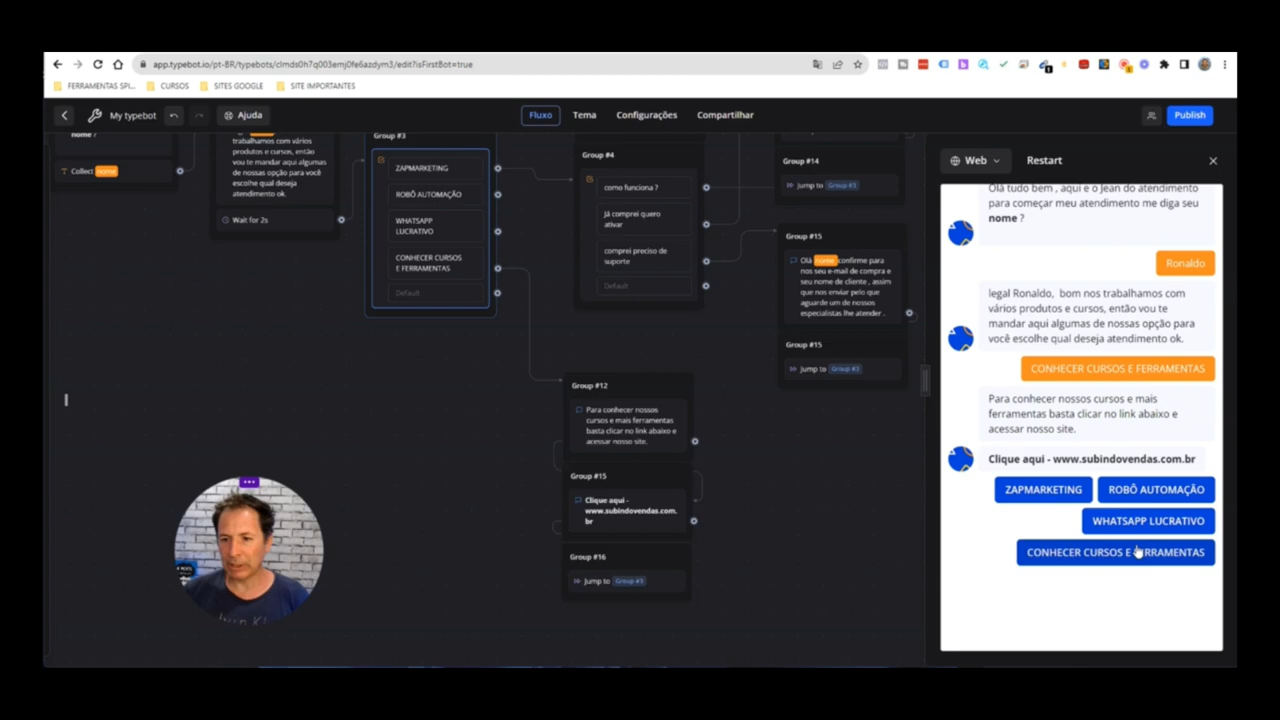 app.typebot.io/pt-BR/typebots/clmds0h7q003emj0fe6azdym3/edit?isFirstBot=true
FERRAMENTAS SPI...
CURSOS
SITES GOOGLE
SITE IMPORTANTES
My typebot
Ajuda
Fluxo
Tema
Configurações
Compartilhar
Publish
nome ?
Collect nome
trabalhamos com vários
produtos e cursos, então
vou te mandar aqui algumas
de nossas opção para você
escolhe qual deseja
atendimento ok.
Wait for 2s
Group #3
ZAPMARKETING
ROBÔ AUTOMAÇÃO
WHATSAPP
LUCRATIVO
CONHECER CURSOS
E FERRAMENTAS
Default
Group #4
como funciona ?
Já comprei quero
ativar
comprei preciso de
suporte
Default
Group #14
Jump to Group #3
Group #15
Olá nome confirme para
nos seu e-mail de compra e
seu nome de cliente , assim
que nos enviar pelo que
aguarde um de nossos
especialistas lhe atender .
Group #15
Jump to Group #3
Group #12
Para conhecer nossos
cursos e mais ferramentas
basta clicar no link abaixo e
acessar nosso site.
Group #15
Clique aqui -
www.subindovendas.com.
br
Group #16
Jump to Group #3
Web
Restart
Olá tudo bem , aqui e o Jean do atendimento
para começar meu atendimento me diga seu
nome ?
Ronaldo
legal Ronaldo, bom nos trabalhamos com
vários produtos e cursos, então vou te
mandar aqui algumas de nossas opção para
você escolhe qual deseja atendimento ok.
CONHECER CURSOS E FERRAMENTAS
Para conhecer nossos cursos e mais
ferramentas basta clicar no link abaixo e
acessar nosso site.
Clique aqui - www.subindovendas.com.br
ZAPMARKETING
ROBÔ AUTOMAÇÃO
WHATSAPP LUCRATIVO
CONHECER CURSOS E FERRAMENTAS